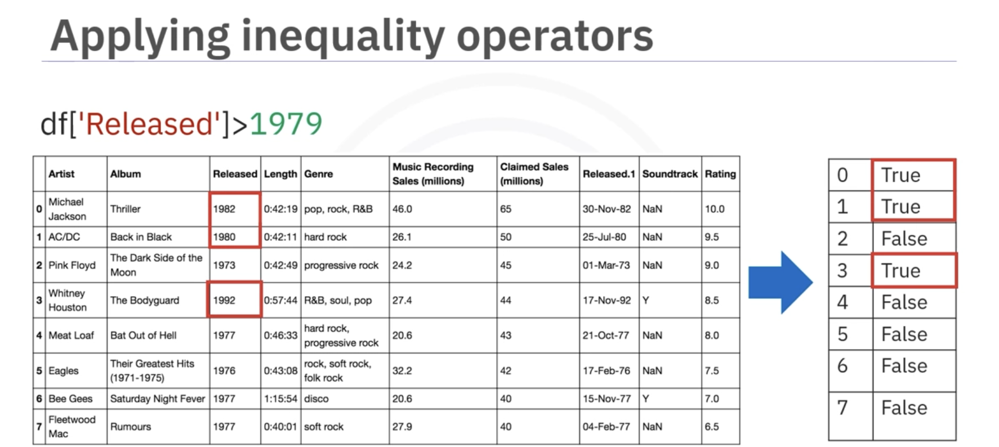 Applying inequality operators
df['Released']>1979
Artist Album Released Length Genre Music Recording Sales (millions) Claimed Sales (millions) Released.1 Soundtrack Rating
0 Michael Jackson Thriller 1982 0:42:19 pop, rock, R&B 46.0 65 30-Nov-82 NaN 10.0
1 AC/DC Back in Black 1980 0:42:11 hard rock 26.1 50 25-Jul-80 NaN 9.5
2 Pink Floyd The Dark Side of the Moon 1973 0:42:49 progressive rock 24.2 45 01-Mar-73 NaN 9.0
3 Whitney Houston The Bodyguard 1992 0:57:44 R&B, soul, pop 27.4 44 17-Nov-92 Y 8.5
4 Meat Loaf Bat Out of Hell 1977 0:46:33 hard rock, progressive rock 20.6 43 21-Oct-77 NaN 8.0
5 Eagles Their Greatest Hits (1971-1975) 1976 0:43:08 rock, soft rock, folk rock 32.2 42 17-Feb-76 NaN 7.5
6 Bee Gees Saturday Night Fever 1977 1:15:54 disco 20.6 40 15-Nov-77 Y 7.0
7 Fleetwood Mac Rumours 1977 0:40:01 soft rock 27.9 40 04-Feb-77 NaN 6.5
0 True
1 True
2 False
3 True
4 False
5 False
6 False
7 False